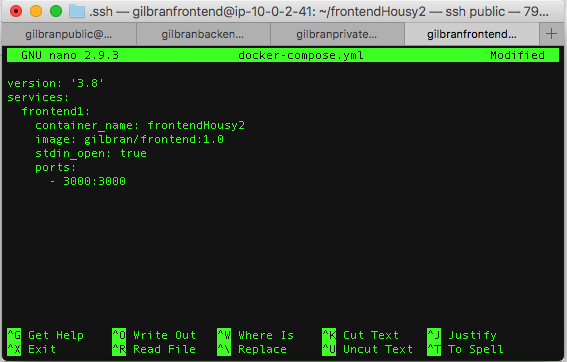 .ssh — gilbranfrontend@ip-10-0-2-41: ~/frontendHousy2 — ssh public — 79...
gilbranpublic@... gilbranbacken... gilbranprivate... gilbranfrontend... +
GNU nano 2.9.3 docker-compose.yml Modified
version: '3.8'
services:
  frontend1:
    container_name: frontendHousy2
    image: gilbran/frontend:1.0
    stdin_open: true
    ports:
      - 3000:3000
^G Get Help ^O Write Out ^W Where Is ^K Cut Text ^J Justify
^X Exit ^R Read File ^\ Replace ^U Uncut Text ^T To Spell